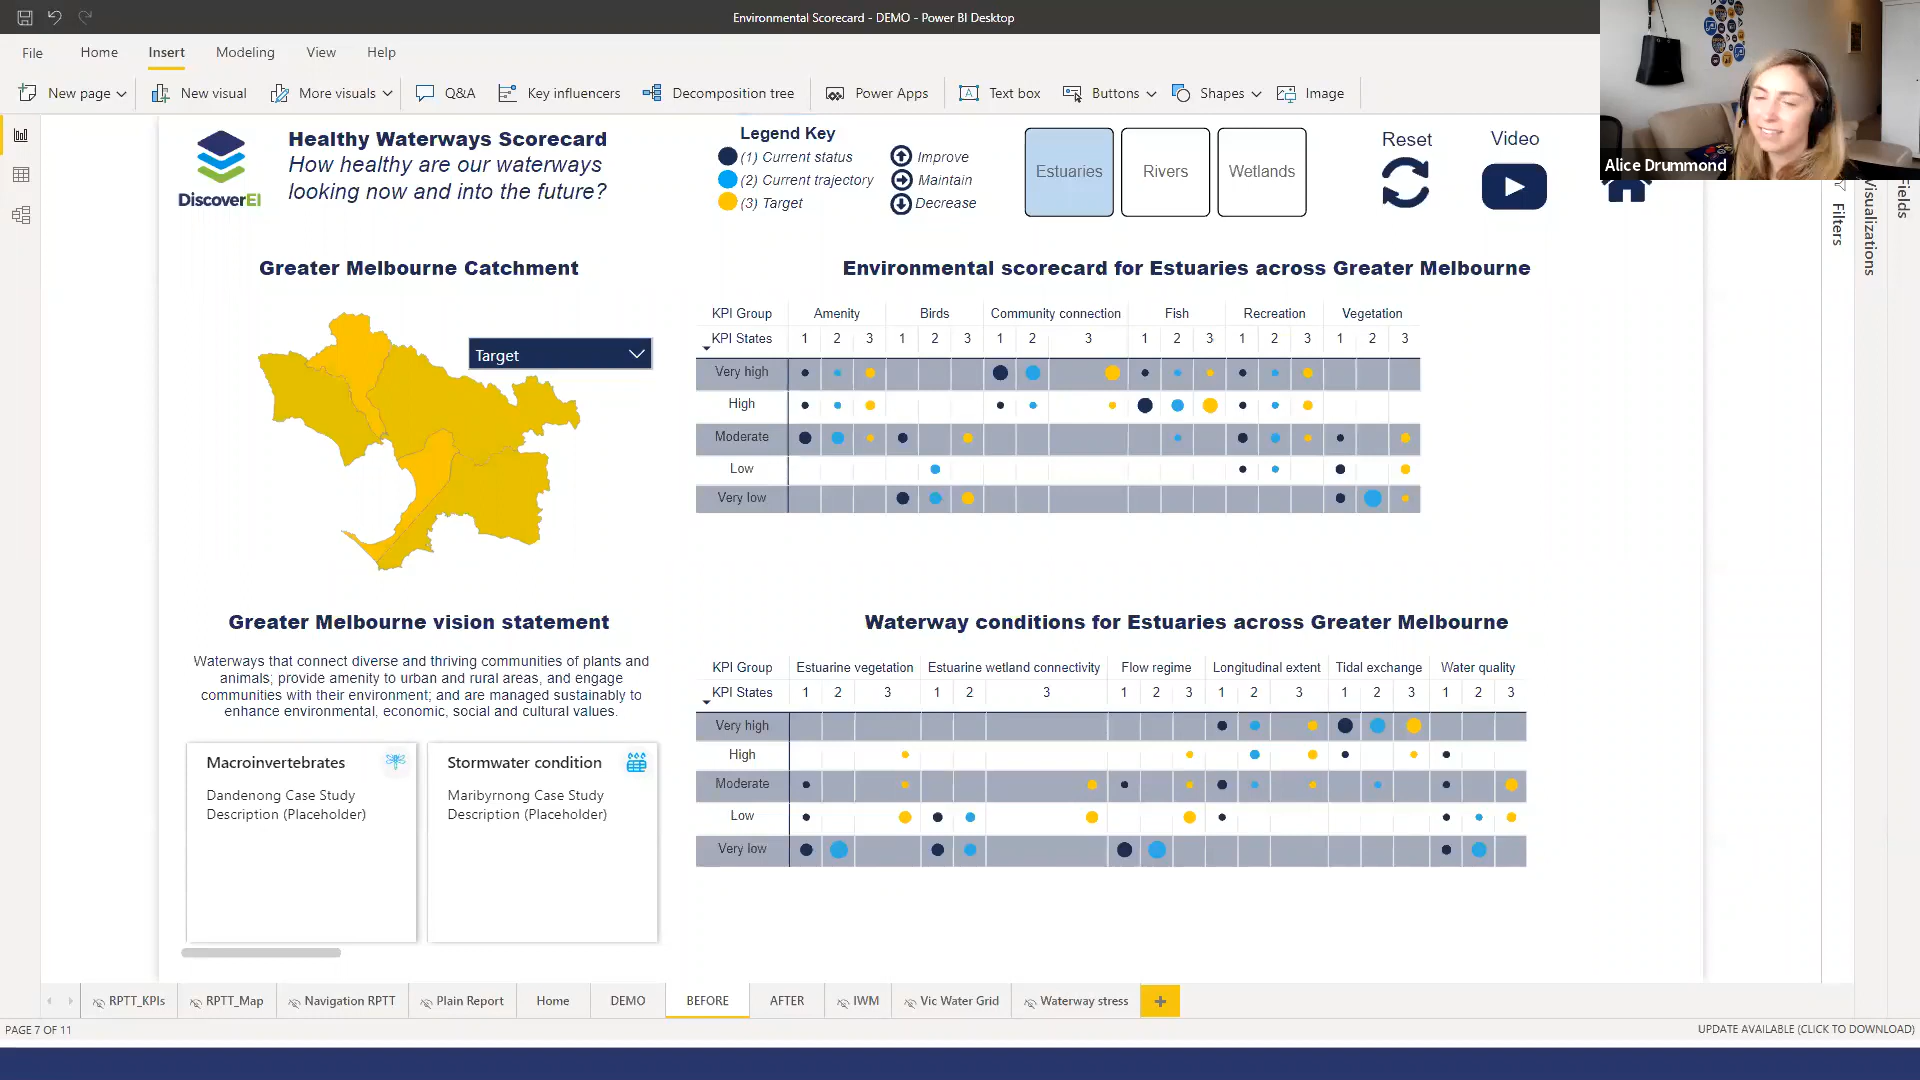 Environmental Scorecard - DEMO - Power BI Desktop
File Home Insert Modeling View Help
New page New visual More visuals Q&A Key influencers Decomposition tree Power Apps Text box Buttons Shapes Image
Alice Drummond
DiscoverEI
Healthy Waterways Scorecard
How healthy are our waterways
looking now and into the future?
Legend Key
(1) Current status Improve
(2) Current trajectory Maintain
(3) Target Decrease
Estuaries Rivers Wetlands
Reset Video
Filters
Visualizations
Fields
Greater Melbourne Catchment
Target
Environmental scorecard for Estuaries across Greater Melbourne
KPI Group Amenity Birds Community connection Fish Recreation Vegetation
KPI States 1 2 3 1 2 3 1 2 3 1 2 3 1 2 3 1 2 3
Very high
High
Moderate
Low
Very low
Greater Melbourne vision statement
Waterways that connect diverse and thriving communities of plants and
animals; provide amenity to urban and rural areas, and engage
communities with their environment; and are managed sustainably to
enhance environmental, economic, social and cultural values.
Macroinvertebrates
Dandenong Case Study
Description (Placeholder)
Stormwater condition
Maribyrnong Case Study
Description (Placeholder)
Waterway conditions for Estuaries across Greater Melbourne
KPI Group Estuarine vegetation Estuarine wetland connectivity Flow regime Longitudinal extent Tidal exchange Water quality
KPI States 1 2 3 1 2 3 1 2 3 1 2 3 1 2 3 1 2 3
Very high
High
Moderate
Low
Very low
RPTT_KPIs RPTT_Map Navigation RPTT Plain Report Home DEMO BEFORE AFTER IWM Vic Water Grid Waterway stress +
PAGE 7 OF 11
UPDATE AVAILABLE (CLICK TO DOWNLOAD)